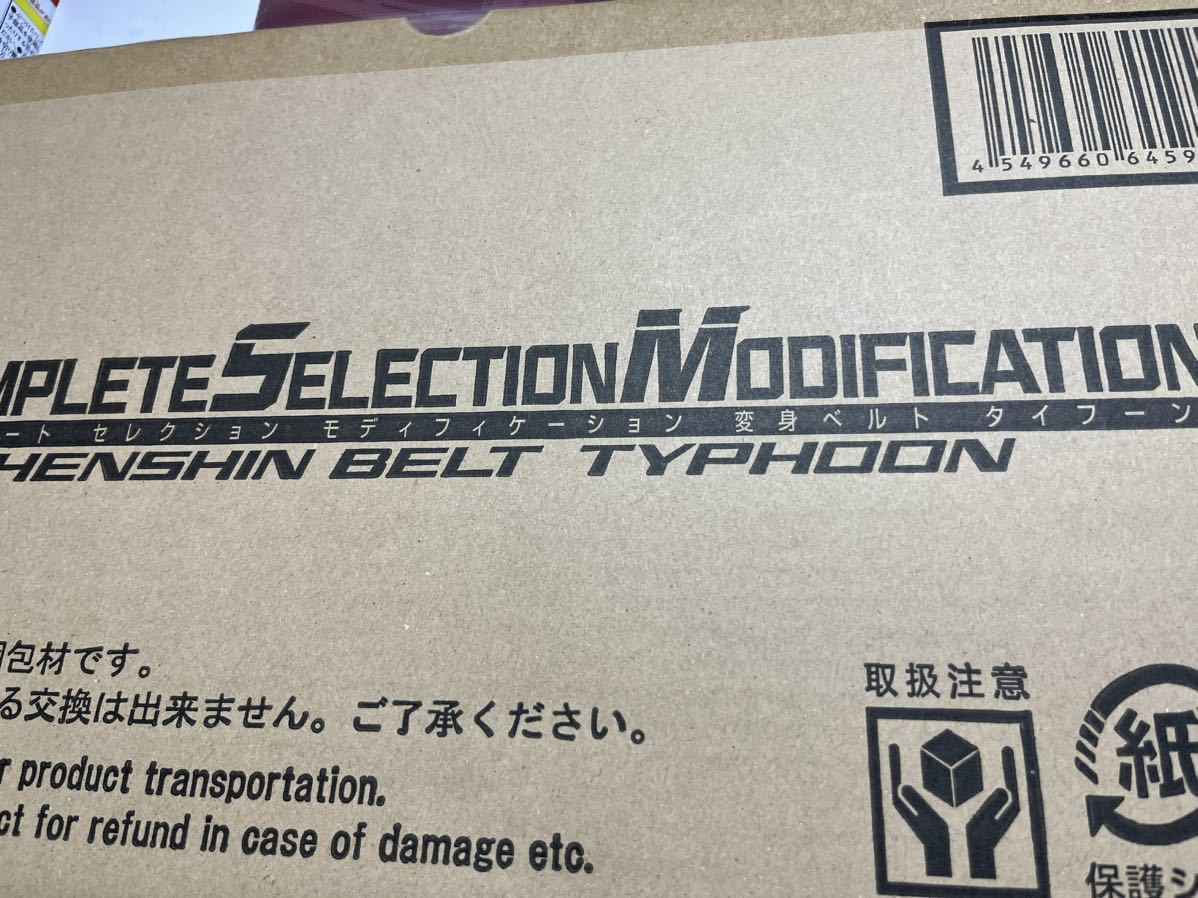 4 549660 6459
MPLETE SELECTION MODIFICATION
ート セレクション モディフィケーション 変身ベルト タイフーン
HENSHIN BELT TYPHOON
梱包材です。
る交換は出来ません。ご了承ください。
r product transportation.
ct for refund in case of damage etc.
取扱注意
紙
保護シ